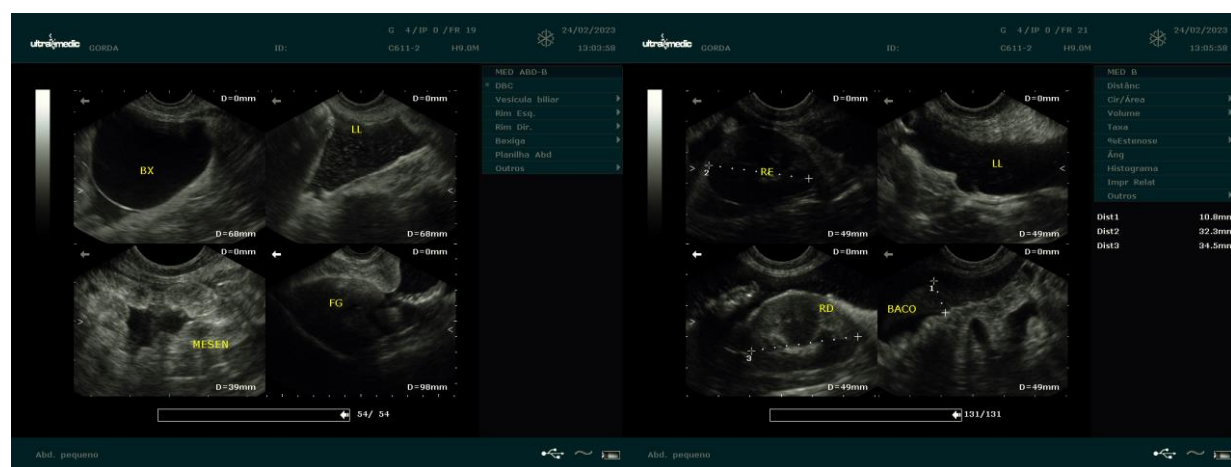 ultramedic GORDA ID: G 4/IP 0 /FR 19 24/02/2023
C611-2 H9.0M 13:03:58
MED ABD-B
DBC
Vesícula biliar
Rim Esq.
Rim Dir.
Bexiga
Planilha Abd
Outros
D=0mm
BX
D=68mm
D=0mm
LL
D=68mm
D=0mm
MESEN
D=39mm
D=0mm
FG
D=98mm
54/ 54
Abd. pequeno
ultramedic GORDA ID: G 4/IP 0 /FR 21 24/02/2023
C611-2 H9.0M 13:05:58
MED B
Distânc
Cir/Área
Volume
Taxa
%Estenose
Âng
Histograma
Impr Relat
Outros
Dist1 10.8mm
Dist2 32.3mm
Dist3 34.5mm
D=0mm
2 RE
D=49mm
D=0mm
LL
D=49mm
D=0mm
RD
3
D=49mm
D=0mm
1
BACO
D=49mm
131/131
Abd. pequeno